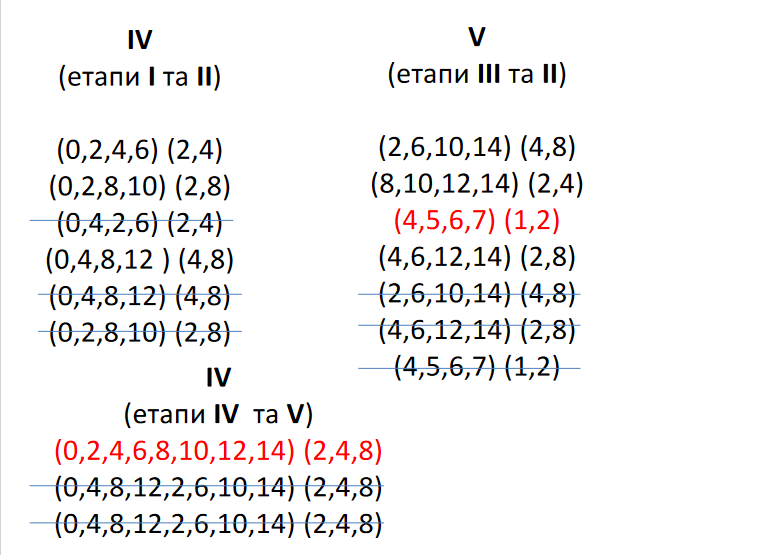 IV
(етапи I та II)
(0,2,4,6) (2,4)
(0,2,8,10) (2,8)
(0,4,2,6) (2,4)
(0,4,8,12 ) (4,8)
(0,4,8,12) (4,8)
(0,2,8,10) (2,8)
V
(етапи III та II)
(2,6,10,14) (4,8)
(8,10,12,14) (2,4)
(4,5,6,7) (1,2)
(4,6,12,14) (2,8)
(2,6,10,14) (4,8)
(4,6,12,14) (2,8)
(4,5,6,7) (1,2)
IV
(етапи IV та V)
(0,2,4,6,8,10,12,14) (2,4,8)
(0,4,8,12,2,6,10,14) (2,4,8)
(0,4,8,12,2,6,10,14) (2,4,8)